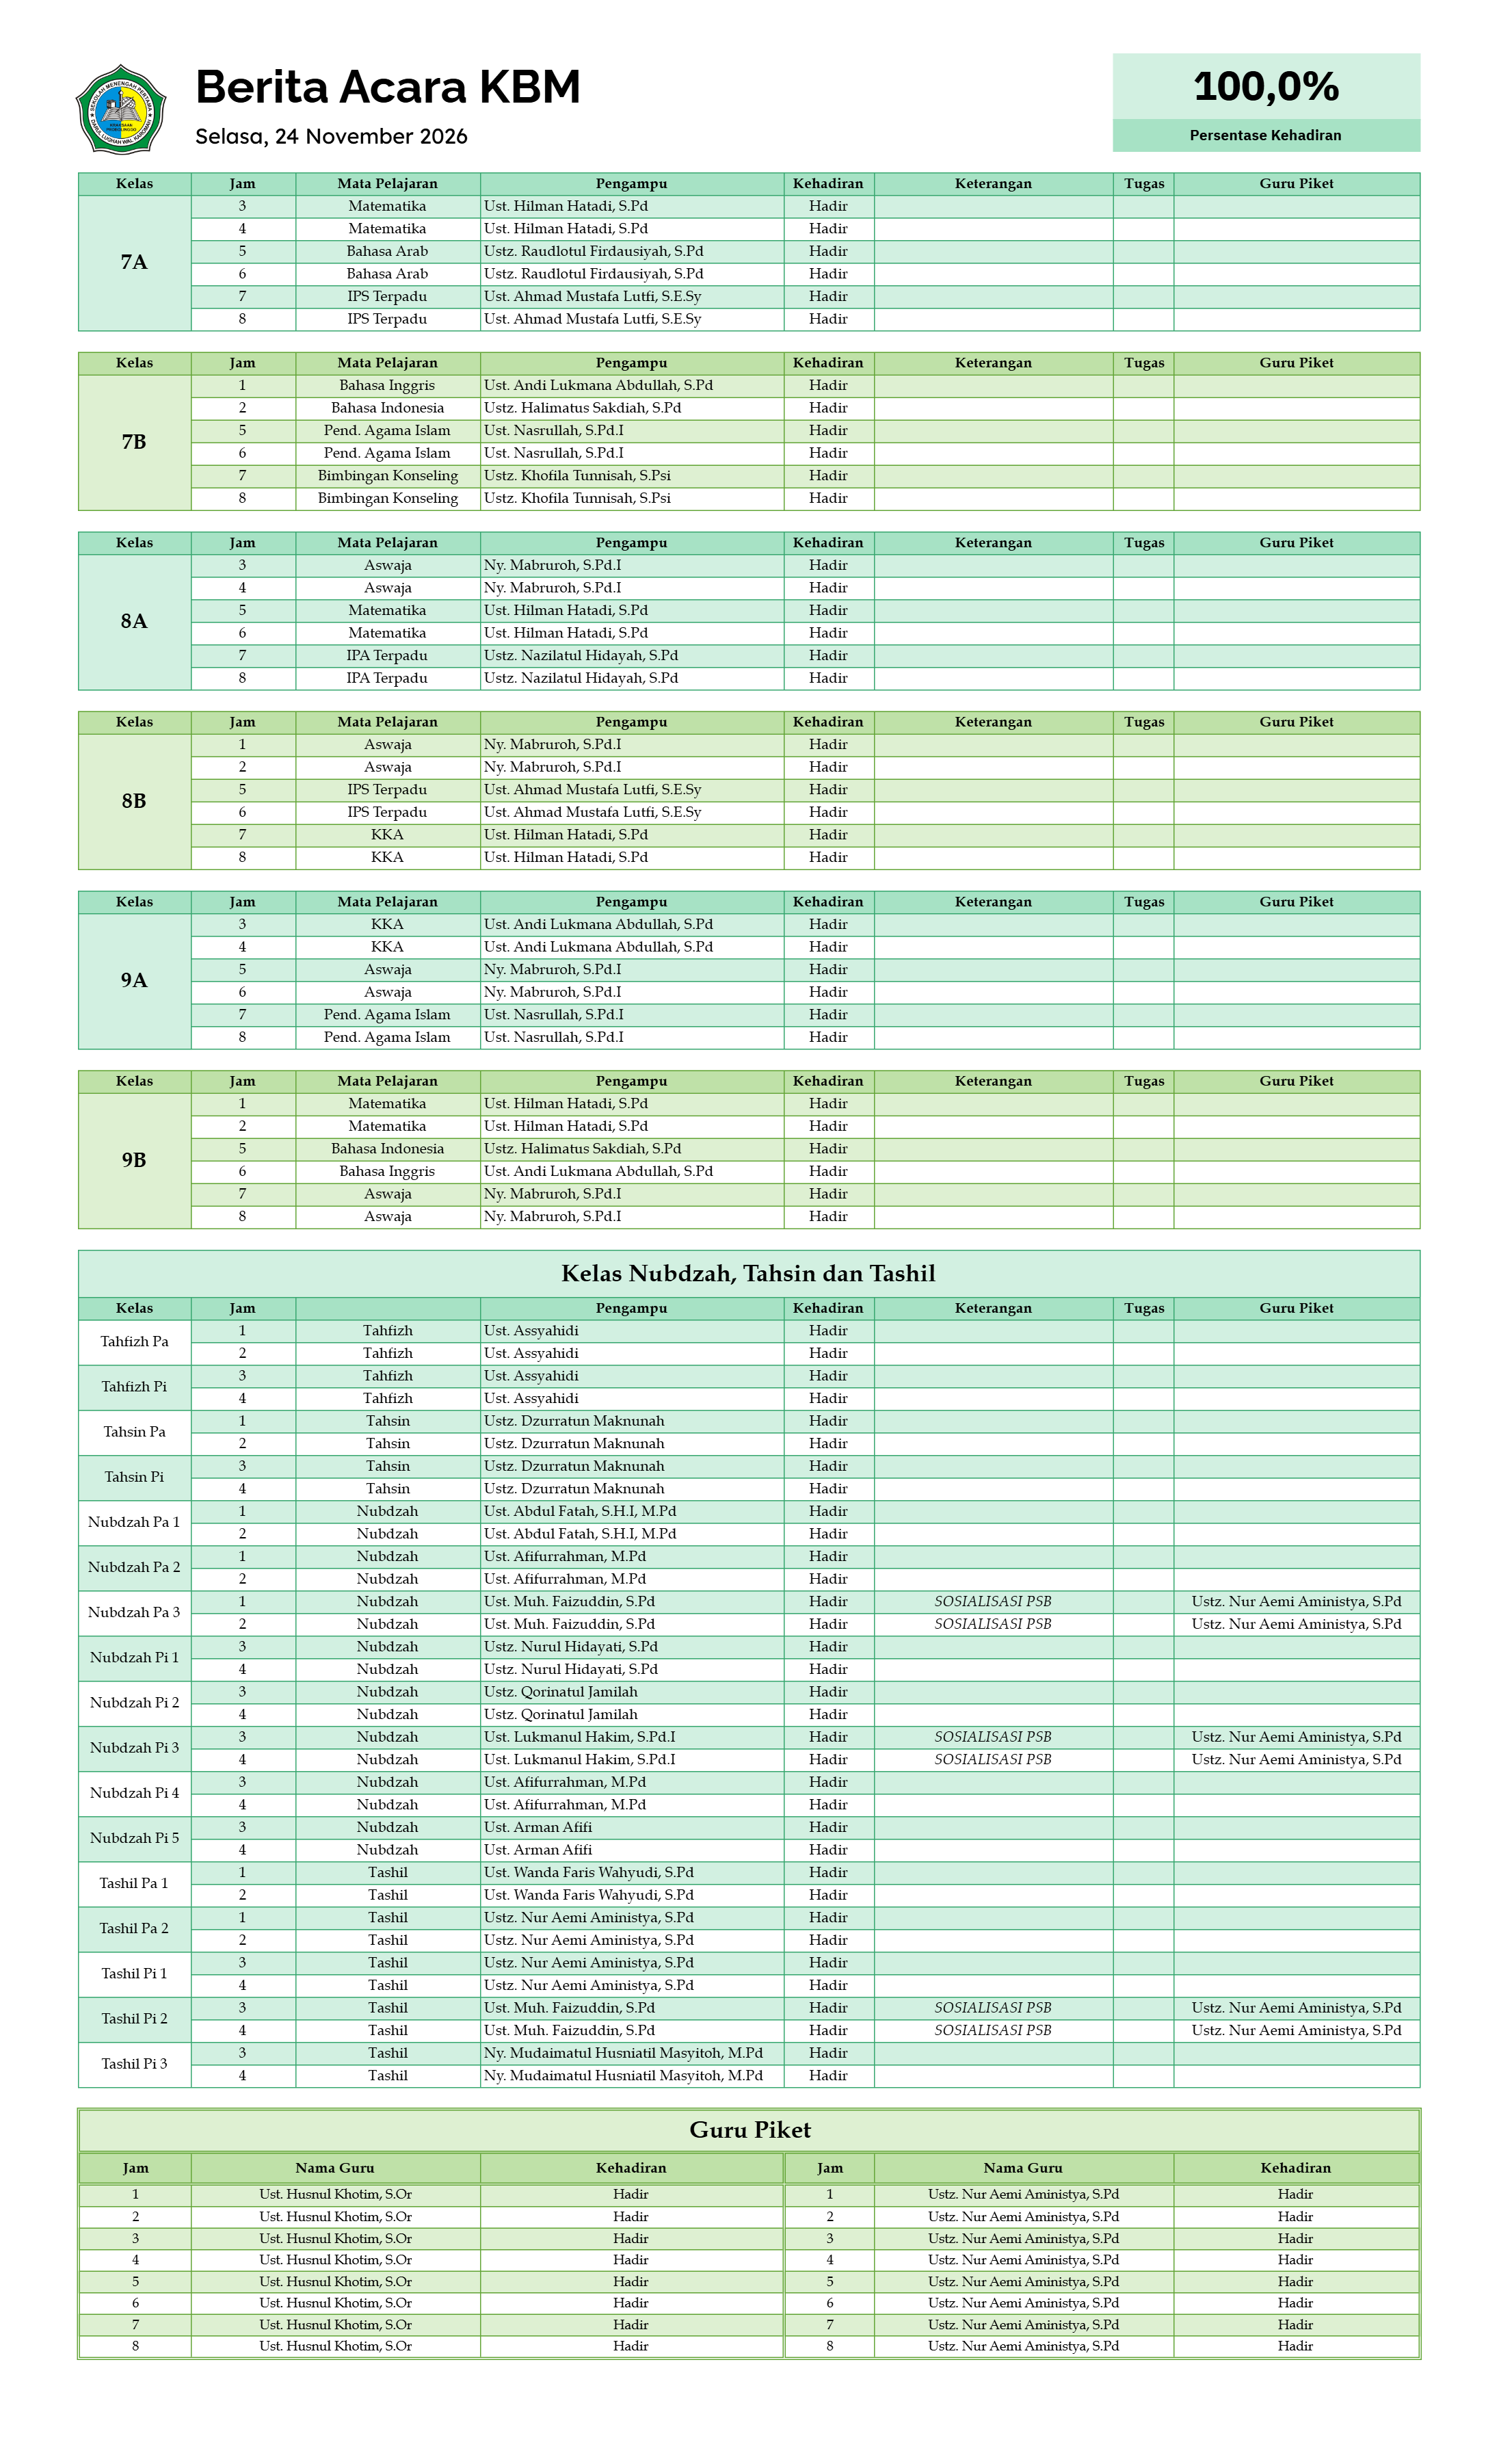 SEKOLAH MENENGAH PERTAMA
DARUL LUGHAH WAL KAROMAH
Berita Acara KBM
Selasa, 24 November 2026
100,0%
Persentase Kehadiran
Kelas Jam Mata Pelajaran Pengampu Kehadiran Keterangan Tugas Guru Piket
7A
3 Matematika Ust. Hilman Hatadi, S.Pd Hadir
4 Matematika Ust. Hilman Hatadi, S.Pd Hadir
5 Bahasa Arab Ustz. Raudlotul Firdausiyah, S.Pd Hadir
6 Bahasa Arab Ustz. Raudlotul Firdausiyah, S.Pd Hadir
7 IPS Terpadu Ust. Ahmad Mustafa Lutfi, S.E.Sy Hadir
8 IPS Terpadu Ust. Ahmad Mustafa Lutfi, S.E.Sy Hadir
Kelas Jam Mata Pelajaran Pengampu Kehadiran Keterangan Tugas Guru Piket
7B
1 Bahasa Inggris Ust. Andi Lukmana Abdullah, S.Pd Hadir
2 Bahasa Indonesia Ustz. Halimatus Sakdiah, S.Pd Hadir
5 Pend. Agama Islam Ust. Nasrullah, S.Pd.I Hadir
6 Pend. Agama Islam Ust. Nasrullah, S.Pd.I Hadir
7 Bimbingan Konseling Ustz. Khofila Tunnisah, S.Psi Hadir
8 Bimbingan Konseling Ustz. Khofila Tunnisah, S.Psi Hadir
Kelas Jam Mata Pelajaran Pengampu Kehadiran Keterangan Tugas Guru Piket
8A
3 Aswaja Ny. Mabruroh, S.Pd.I Hadir
4 Aswaja Ny. Mabruroh, S.Pd.I Hadir
5 Matematika Ust. Hilman Hatadi, S.Pd Hadir
6 Matematika Ust. Hilman Hatadi, S.Pd Hadir
7 IPA Terpadu Ustz. Nazilatul Hidayah, S.Pd Hadir
8 IPA Terpadu Ustz. Nazilatul Hidayah, S.Pd Hadir
Kelas Jam Mata Pelajaran Pengampu Kehadiran Keterangan Tugas Guru Piket
8B
1 Aswaja Ny. Mabruroh, S.Pd.I Hadir
2 Aswaja Ny. Mabruroh, S.Pd.I Hadir
5 IPS Terpadu Ust. Ahmad Mustafa Lutfi, S.E.Sy Hadir
6 IPS Terpadu Ust. Ahmad Mustafa Lutfi, S.E.Sy Hadir
7 KKA Ust. Hilman Hatadi, S.Pd Hadir
8 KKA Ust. Hilman Hatadi, S.Pd Hadir
Kelas Jam Mata Pelajaran Pengampu Kehadiran Keterangan Tugas Guru Piket
9A
3 KKA Ust. Andi Lukmana Abdullah, S.Pd Hadir
4 KKA Ust. Andi Lukmana Abdullah, S.Pd Hadir
5 Aswaja Ny. Mabruroh, S.Pd.I Hadir
6 Aswaja Ny. Mabruroh, S.Pd.I Hadir
7 Pend. Agama Islam Ust. Nasrullah, S.Pd.I Hadir
8 Pend. Agama Islam Ust. Nasrullah, S.Pd.I Hadir
Kelas Jam Mata Pelajaran Pengampu Kehadiran Keterangan Tugas Guru Piket
9B
1 Matematika Ust. Hilman Hatadi, S.Pd Hadir
2 Matematika Ust. Hilman Hatadi, S.Pd Hadir
5 Bahasa Indonesia Ustz. Halimatus Sakdiah, S.Pd Hadir
6 Bahasa Inggris Ust. Andi Lukmana Abdullah, S.Pd Hadir
7 Aswaja Ny. Mabruroh, S.Pd.I Hadir
8 Aswaja Ny. Mabruroh, S.Pd.I Hadir
Kelas Nubdzah, Tahsin dan Tashil
Kelas Jam Pengampu Kehadiran Keterangan Tugas Guru Piket
Tahfizh Pa
1 Tahfizh Ust. Assyahidi Hadir
2 Tahfizh Ust. Assyahidi Hadir
Tahfizh Pi
3 Tahfizh Ust. Assyahidi Hadir
4 Tahfizh Ust. Assyahidi Hadir
Tahsin Pa
1 Tahsin Ustz. Dzurratun Maknunah Hadir
2 Tahsin Ustz. Dzurratun Maknunah Hadir
Tahsin Pi
3 Tahsin Ustz. Dzurratun Maknunah Hadir
4 Tahsin Ustz. Dzurratun Maknunah Hadir
Nubdzah Pa 1
1 Nubdzah Ust. Abdul Fatah, S.H.I, M.Pd Hadir
2 Nubdzah Ust. Abdul Fatah, S.H.I, M.Pd Hadir
Nubdzah Pa 2
1 Nubdzah Ust. Afifurrahman, M.Pd Hadir
2 Nubdzah Ust. Afifurrahman, M.Pd Hadir
Nubdzah Pa 3
1 Nubdzah Ust. Muh. Faizuddin, S.Pd Hadir SOSIALISASI PSB Ustz. Nur Aemi Aministya, S.Pd
2 Nubdzah Ust. Muh. Faizuddin, S.Pd Hadir SOSIALISASI PSB Ustz. Nur Aemi Aministya, S.Pd
Nubdzah Pi 1
3 Nubdzah Ustz. Nurul Hidayati, S.Pd Hadir
4 Nubdzah Ustz. Nurul Hidayati, S.Pd Hadir
Nubdzah Pi 2
3 Nubdzah Ustz. Qorinatul Jamilah Hadir
4 Nubdzah Ustz. Qorinatul Jamilah Hadir
Nubdzah Pi 3
3 Nubdzah Ust. Lukmanul Hakim, S.Pd.I Hadir SOSIALISASI PSB Ustz. Nur Aemi Aministya, S.Pd
4 Nubdzah Ust. Lukmanul Hakim, S.Pd.I Hadir SOSIALISASI PSB Ustz. Nur Aemi Aministya, S.Pd
Nubdzah Pi 4
3 Nubdzah Ust. Afifurrahman, M.Pd Hadir
4 Nubdzah Ust. Afifurrahman, M.Pd Hadir
Nubdzah Pi 5
3 Nubdzah Ust. Arman Afifi Hadir
4 Nubdzah Ust. Arman Afifi Hadir
Tashil Pa 1
1 Tashil Ust. Wanda Faris Wahyudi, S.Pd Hadir
2 Tashil Ust. Wanda Faris Wahyudi, S.Pd Hadir
Tashil Pa 2
1 Tashil Ustz. Nur Aemi Aministya, S.Pd Hadir
2 Tashil Ustz. Nur Aemi Aministya, S.Pd Hadir
Tashil Pi 1
3 Tashil Ustz. Nur Aemi Aministya, S.Pd Hadir
4 Tashil Ustz. Nur Aemi Aministya, S.Pd Hadir
Tashil Pi 2
3 Tashil Ust. Muh. Faizuddin, S.Pd Hadir SOSIALISASI PSB Ustz. Nur Aemi Aministya, S.Pd
4 Tashil Ust. Muh. Faizuddin, S.Pd Hadir SOSIALISASI PSB Ustz. Nur Aemi Aministya, S.Pd
Tashil Pi 3
3 Tashil Ny. Mudaimatul Husniatil Masyitoh, M.Pd Hadir
4 Tashil Ny. Mudaimatul Husniatil Masyitoh, M.Pd Hadir
Guru Piket
Jam Nama Guru Kehadiran Jam Nama Guru Kehadiran
1 Ust. Husnul Khotim, S.Or Hadir 1 Ustz. Nur Aemi Aministya, S.Pd Hadir
2 Ust. Husnul Khotim, S.Or Hadir 2 Ustz. Nur Aemi Aministya, S.Pd Hadir
3 Ust. Husnul Khotim, S.Or Hadir 3 Ustz. Nur Aemi Aministya, S.Pd Hadir
4 Ust. Husnul Khotim, S.Or Hadir 4 Ustz. Nur Aemi Aministya, S.Pd Hadir
5 Ust. Husnul Khotim, S.Or Hadir 5 Ustz. Nur Aemi Aministya, S.Pd Hadir
6 Ust. Husnul Khotim, S.Or Hadir 6 Ustz. Nur Aemi Aministya, S.Pd Hadir
7 Ust. Husnul Khotim, S.Or Hadir 7 Ustz. Nur Aemi Aministya, S.Pd Hadir
8 Ust. Husnul Khotim, S.Or Hadir 8 Ustz. Nur Aemi Aministya, S.Pd Hadir